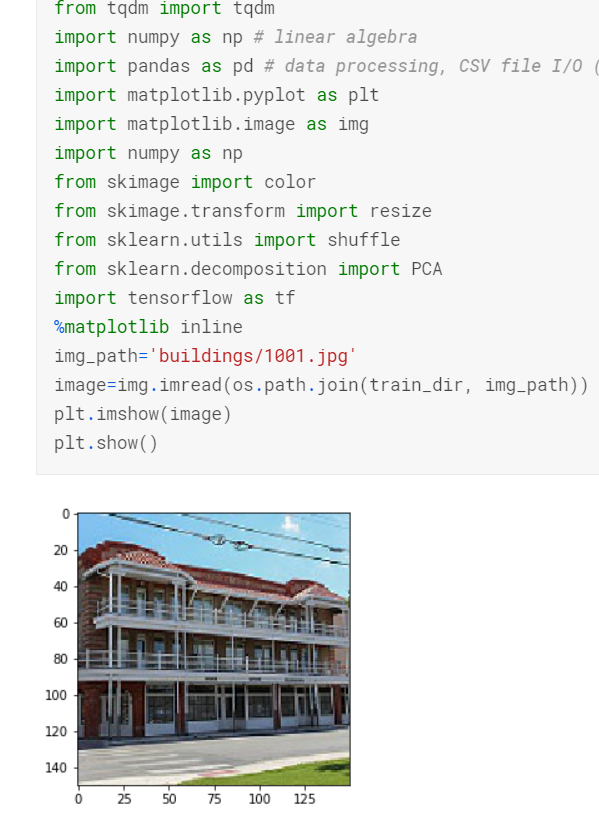 from tqdm import tqdm
import numpy as np # linear algebra
import pandas as pd # data processing, CSV file I/O (
import matplotlib.pyplot as plt
import matplotlib.image as img
import numpy as np
from skimage import color
from skimage.transform import resize
from sklearn.utils import shuffle
from sklearn.decomposition import PCA
import tensorflow as tf
%matplotlib inline
img_path='buildings/1001.jpg'
image=img.imread(os.path.join(train_dir, img_path))
plt.imshow(image)
plt.show()
0
20
40
60
80
100
120
140
0 25 50 75 100 125